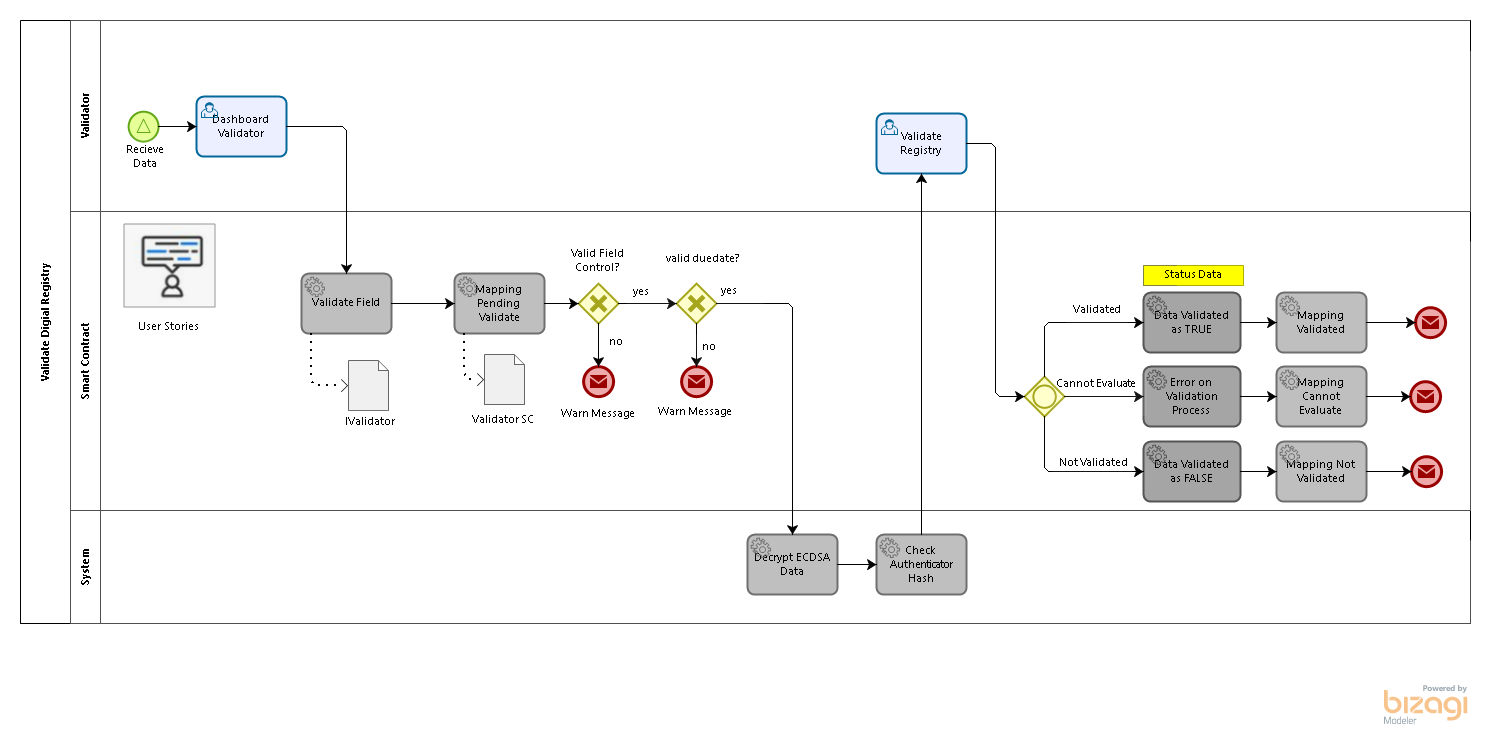 Validate Digial Registry
Validator
Recieve
Data
Dashboard
Validator
Validate
Registry
Smart Contract
User Stories
Validate Field
IValidator
Mapping
Pending
Validate
Validator SC
Valid Field
Control?
yes
no
Warn Message
valid duedate?
yes
no
Warn Message
Status Data
Validated
Data Validated
as TRUE
Mapping
Validated
Cannot Evaluate
Error on
Validation
Process
Mapping
Cannot
Evaluate
Not Validated
Data Validated
as FALSE
Mapping Not
Validated
System
Decrypt ECDSA
Data
Check
Authenticator
Hash
Powered by
bizagi
Modeler